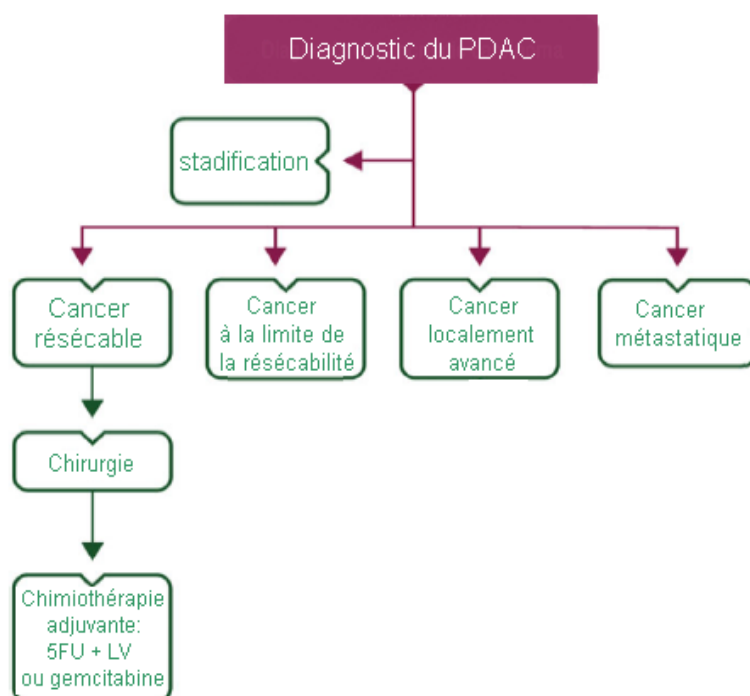 Diagnostic du PDAC
stadification
Cancer
résécable
Cancer
à la limite de
la résécabilité
Cancer
localement
avancé
Cancer
métastatique
Chirurgie
Chimiothérapie
adjuvante:
5FU + LV
ou gemcitabine